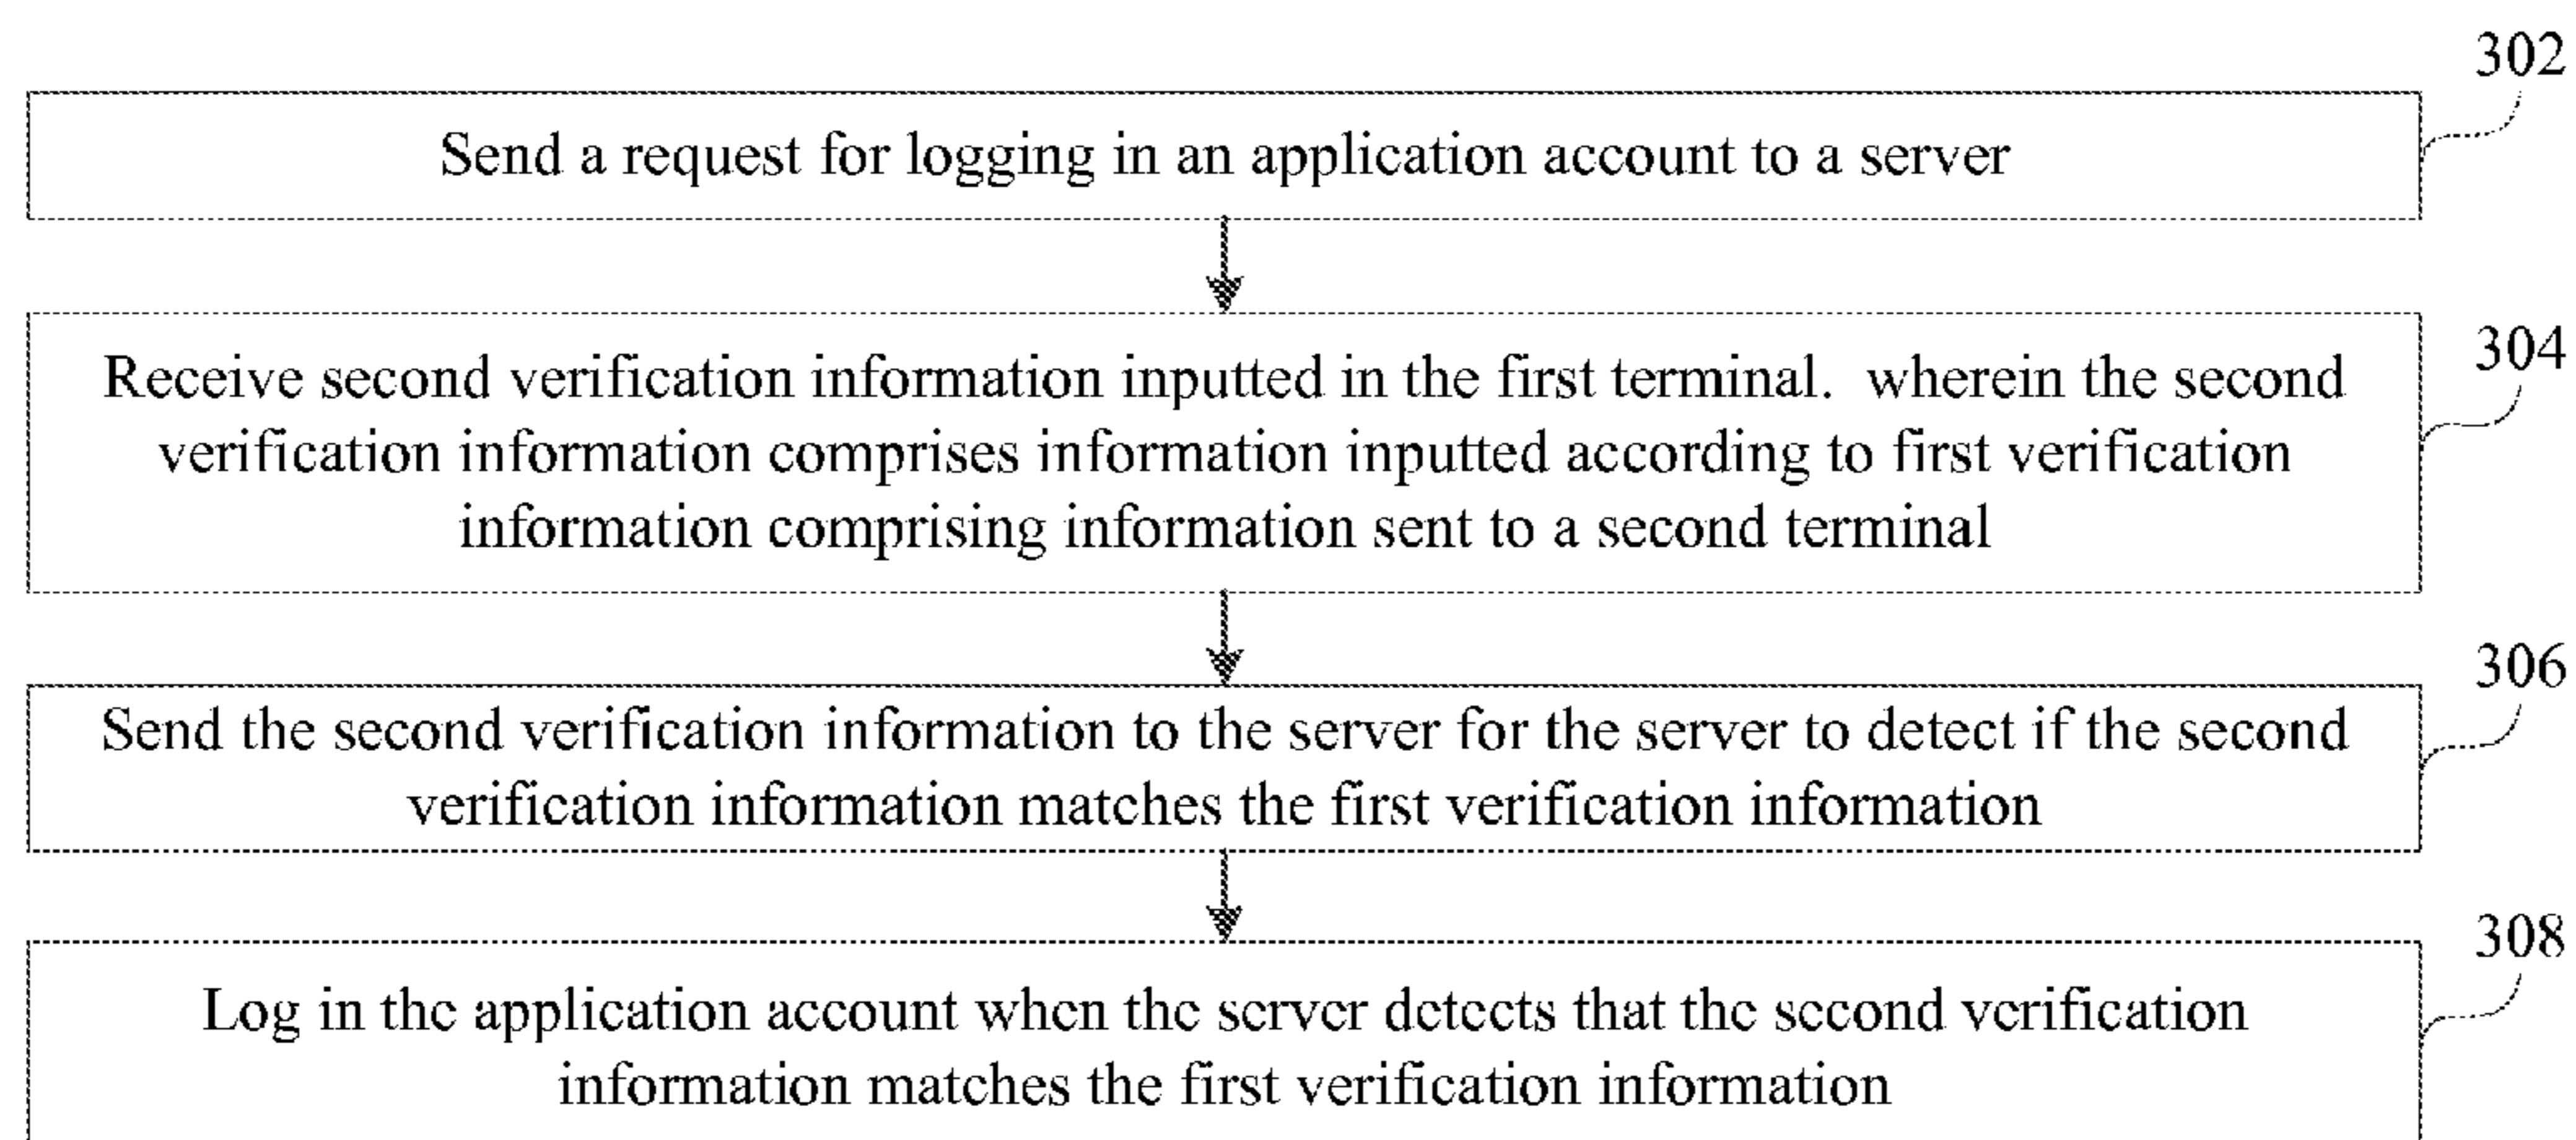 302
Send a request for logging in an application account to a server
304
Receive second verification information inputted in the first terminal. wherein the second
verification information comprises information inputted according to first verification
information comprising information sent to a second terminal
306
Send the second verification information to the server for the server to detect if the second
verification information matches the first verification information
308
Log in the application account when the server detects that the second verification
information matches the first verification information